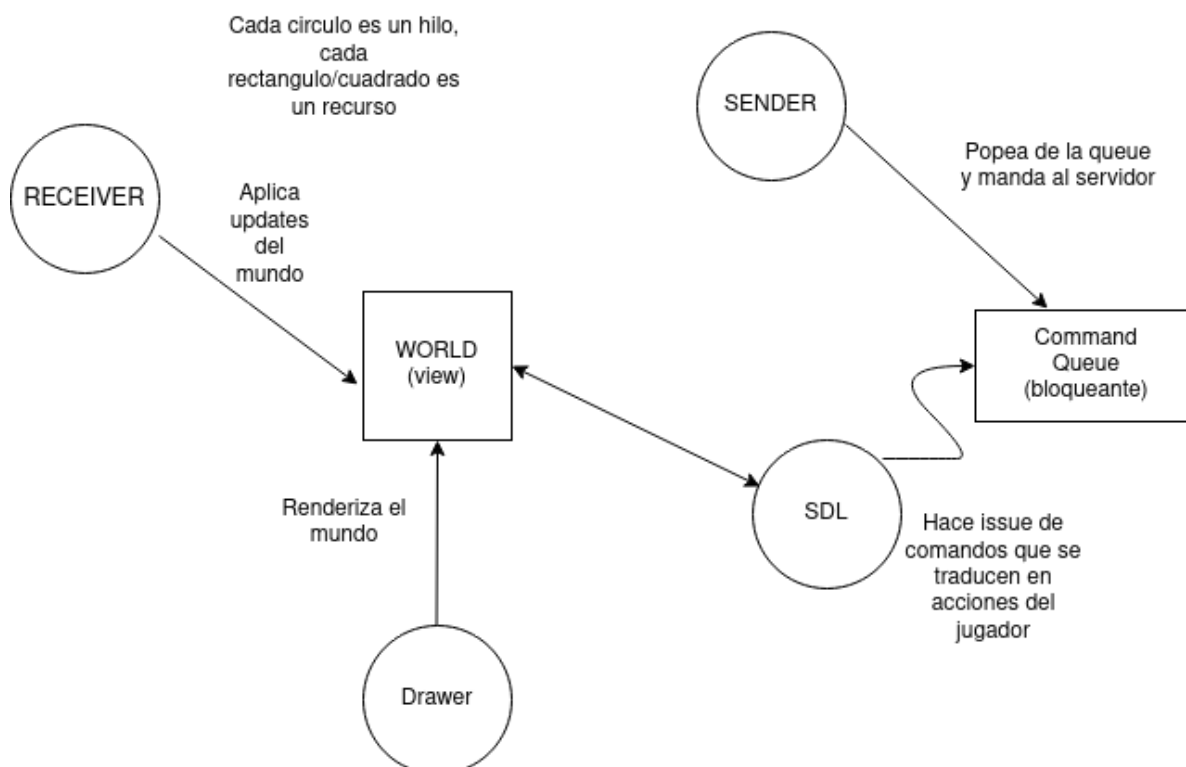 Cada circulo es un hilo,
cada
rectangulo/cuadrado es
un recurso
SENDER
Popea de la queue
y manda al servidor
RECEIVER
Aplica
updates
del
mundo
WORLD
(view)
Command
Queue
(bloqueante)
Renderiza el
mundo
SDL
Hace issue de
comandos que se
traducen en
acciones del
jugador
Drawer